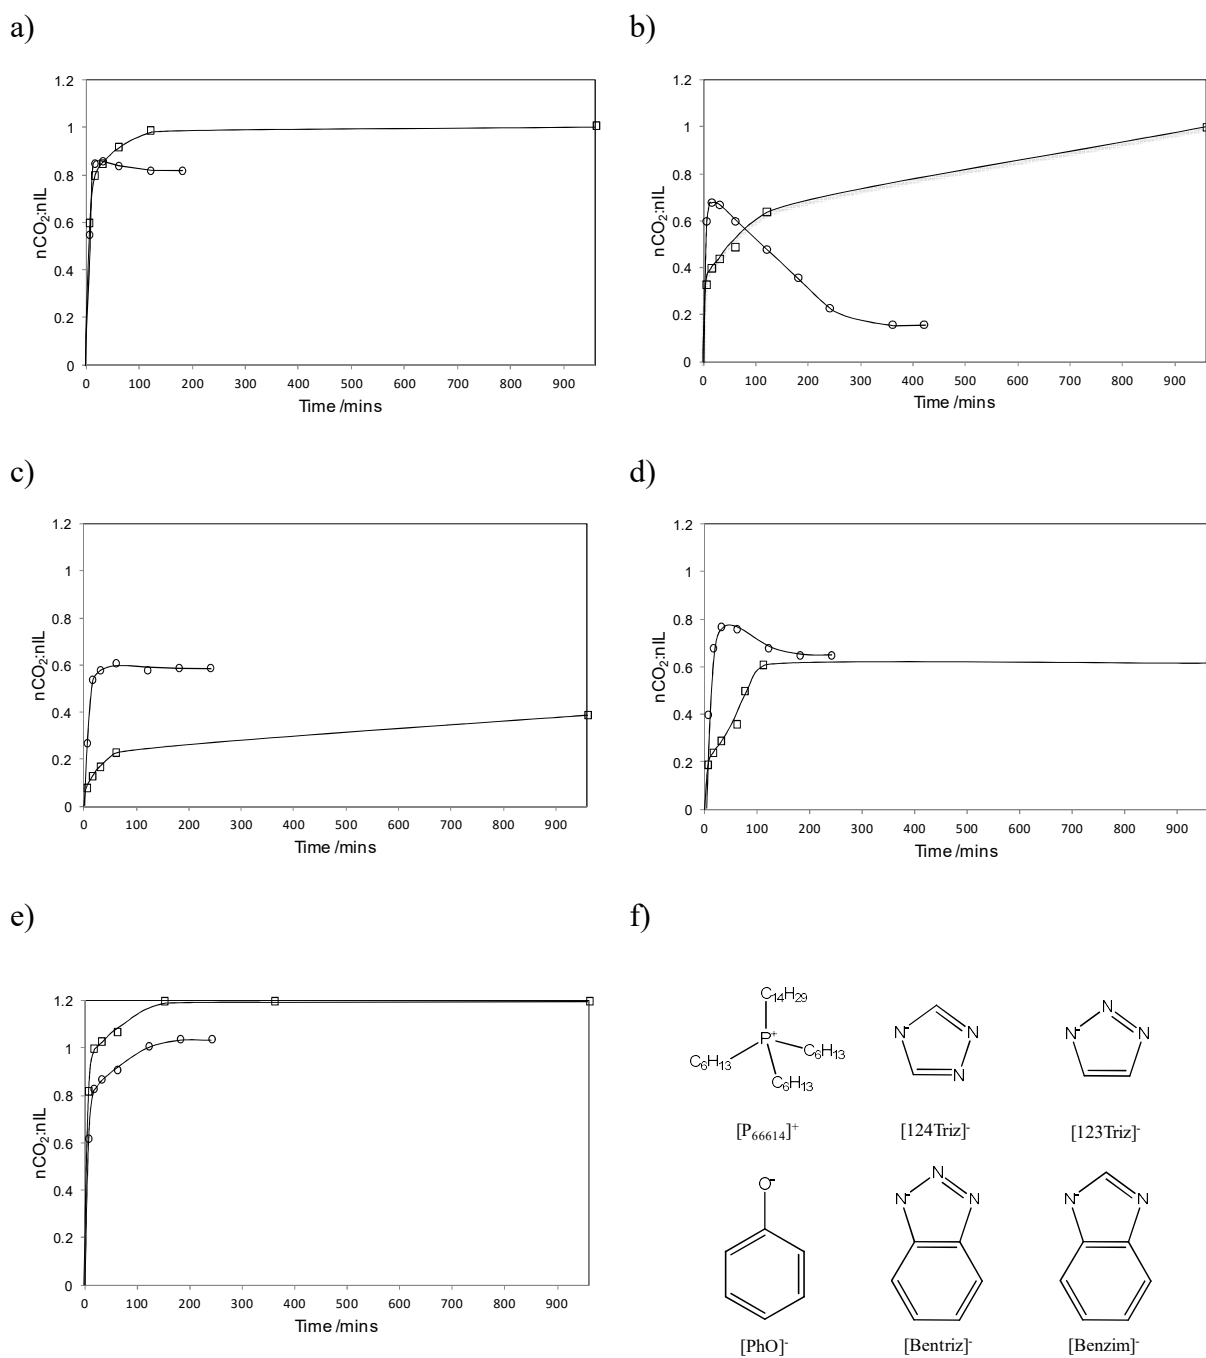 a)
1.2
1
0.8
0.6
0.4
0.2
0
nCO2:nIL
0 100 200 300 400 500 600 700 800 900
Time /mins
b)
1.2
1
0.8
0.6
0.4
0.2
0
nCO2:nIL
0 100 200 300 400 500 600 700 800 900
Time /mins
c)
1.2
1
0.8
0.6
0.4
0.2
0
nCO2:nIL
0 100 200 300 400 500 600 700 800 900
Time /mins
d)
1.2
1
0.8
0.6
0.4
0.2
0
nCO2:nIL
0 100 200 300 400 500 600 700 800 900
Time /mins
e)
1.2
1
0.8
0.6
0.4
0.2
0
nCO2:nIL
0 100 200 300 400 500 600 700 800 900
Time /mins
f)
C14H29
P+
C6H13
C6H13
C6H13
[P66614]+
N-
N
N
[124Triz]-
N
N-
N
[123Triz]-
O-
[PhO]-
N
N-
N
[Bentriz]-
N-
N
[Benzim]-